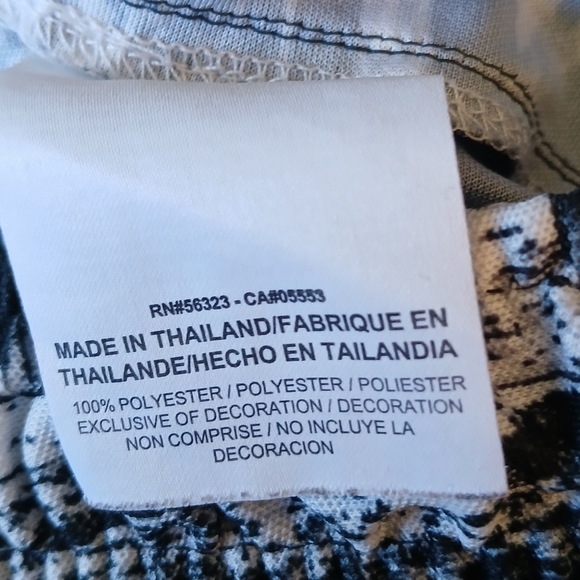 RN#56323 - CA#05553
MADE IN THAILAND/FABRIQUE EN
THAILANDE/HECHO EN TAILANDIA
100% POLYESTER / POLYESTER / POLIESTER
EXCLUSIVE OF DECORATION / DECORATION
NON COMPRISE / NO INCLUYE LA
DECORACION